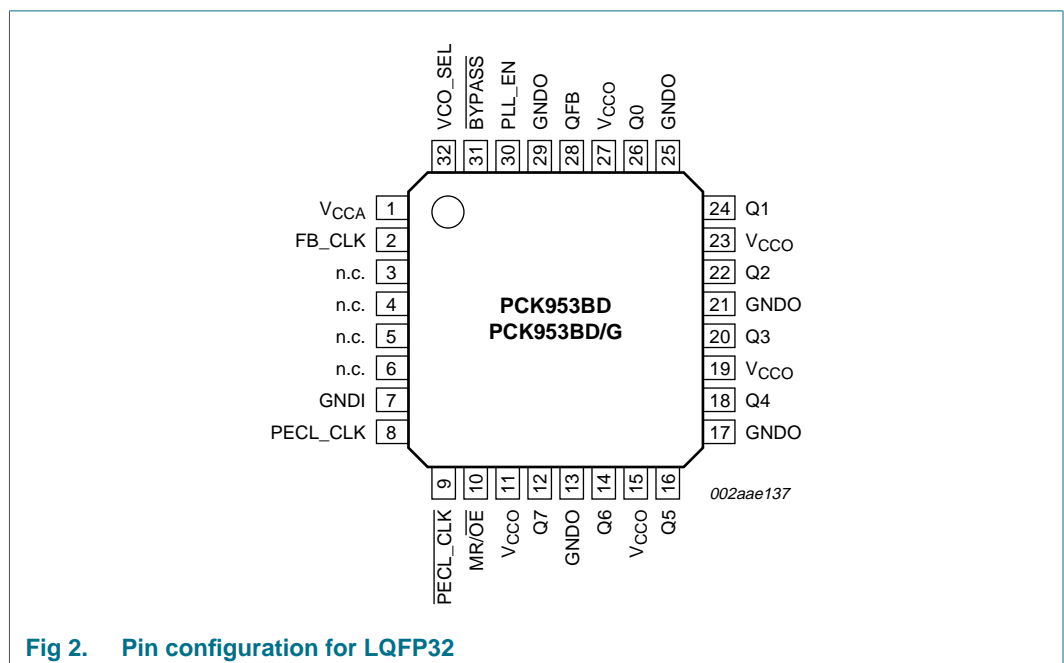 VCO_SEL
BYPASS
PLL_EN
GNDO
QFB
VCCO
Q0
GNDO
32
31
30
29
28
27
26
25
VCCA 1
FB_CLK 2
n.c. 3
n.c. 4
n.c. 5
n.c. 6
GNDI 7
PECL_CLK 8
PCK953BD
PCK953BD/G
24 Q1
23 VCCO
22 Q2
21 GNDO
20 Q3
19 VCCO
18 Q4
17 GNDO
9
10
11
12
13
14
15
16
PECL_CLK
MR/OE
VCCO
Q7
GNDO
Q6
VCCO
Q5
002aae137
Fig 2. Pin configuration for LQFP32